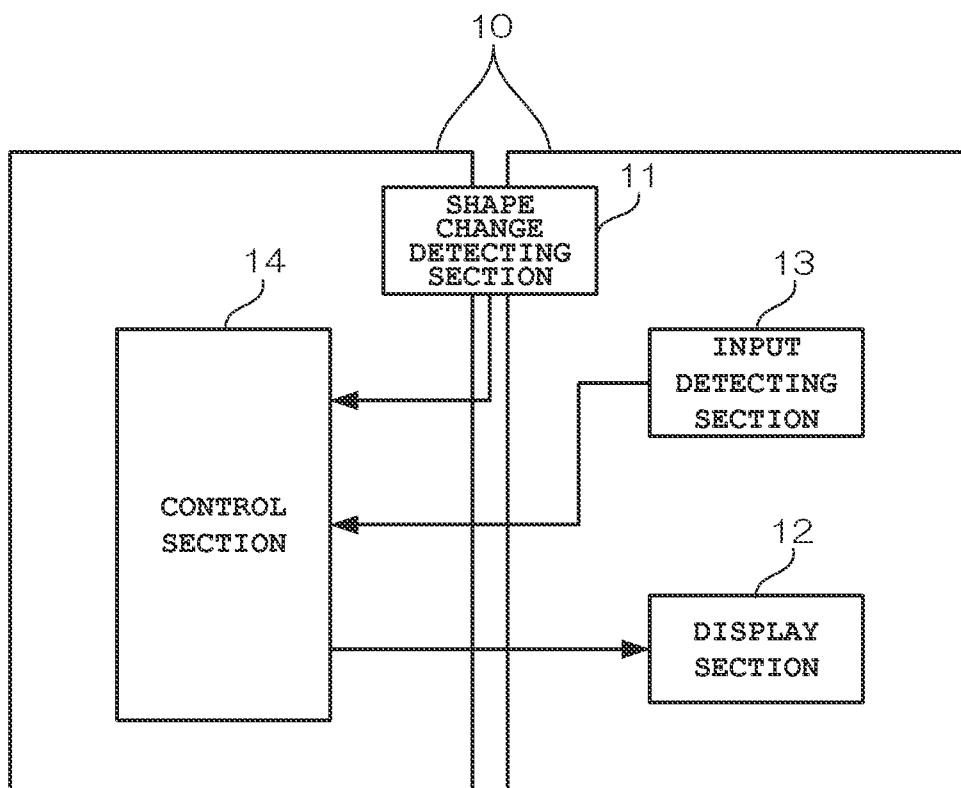 10
SHAPE
CHANGE
DETECTING
SECTION
11
14
13
INPUT
DETECTING
SECTION
CONTROL
SECTION
12
DISPLAY
SECTION